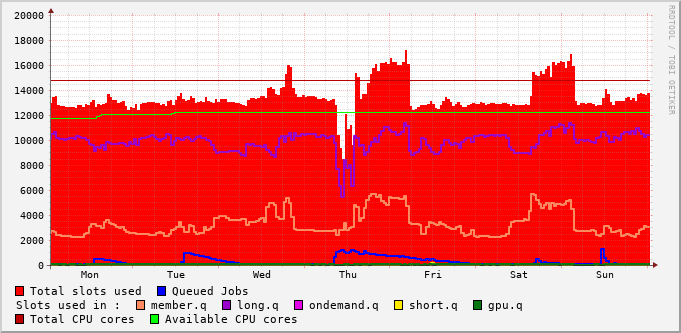 20000
18000
16000
14000
12000
10000
8000
6000
4000
2000
0
Mon Tue Wed Thu Fri Sat Sun
Total slots used Queued Jobs
Slots used in : member.q long.q ondemand.q short.q gpu.q
Total CPU cores Available CPU cores
RRDTOOL / TOBI OETIKER